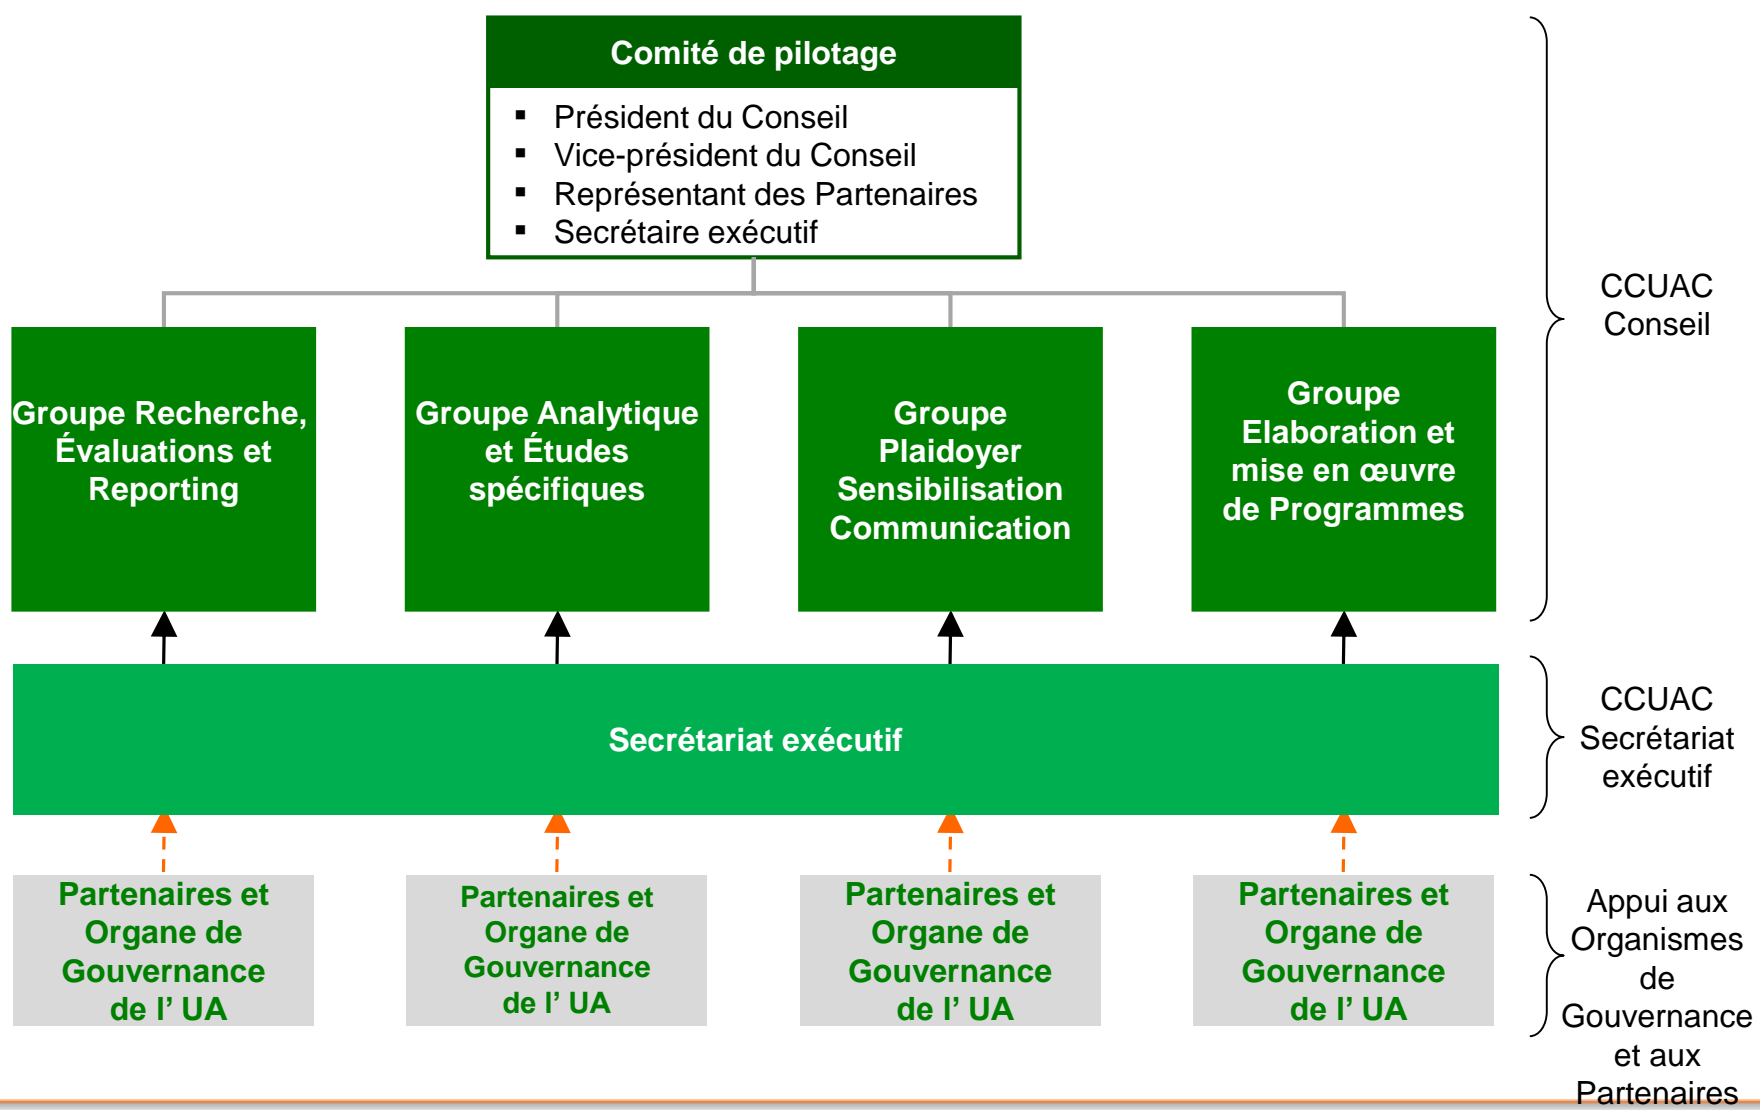 Comité de pilotage
▪ Président du Conseil
▪ Vice-président du Conseil
▪ Représentant des Partenaires
▪ Secrétaire exécutif
CCUAC
Conseil
Groupe Recherche,
Évaluations et
Reporting
Groupe Analytique
et Études
spécifiques
Groupe
Plaidoyer
Sensibilisation
Communication
Groupe
Elaboration et
mise en œuvre
de Programmes
Secrétariat exécutif
CCUAC
Secrétariat
exécutif
Partenaires et
Organe de
Gouvernance
de l’ UA
Partenaires et
Organe de
Gouvernance
de l’ UA
Partenaires et
Organe de
Gouvernance
de l’ UA
Partenaires et
Organe de
Gouvernance
de l’ UA
Appui aux
Organismes
de
Gouvernance
et aux
Partenaires